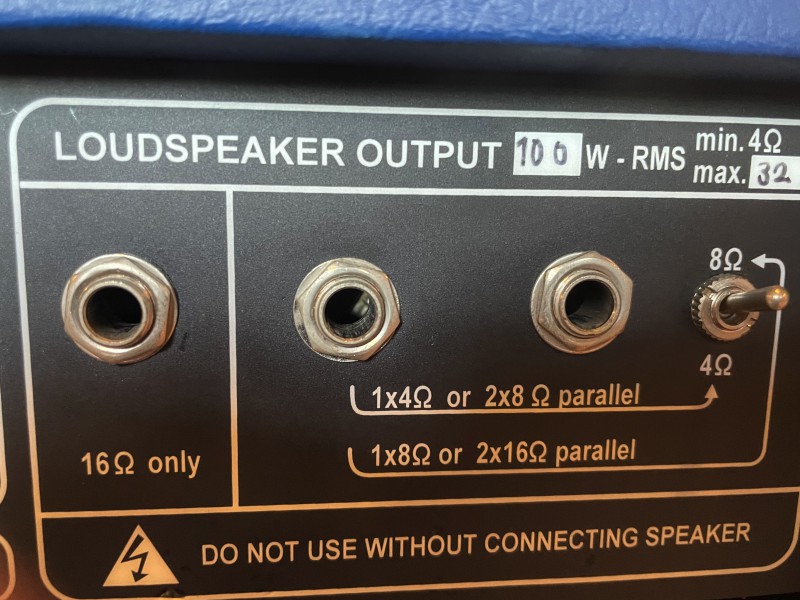 LOUDSPEAKER OUTPUT 100 W - RMS min. 4Ω
max. 32
8Ω
4Ω
1x4Ω or 2x8 Ω parallel
1x8Ω or 2x16Ω parallel
16Ω only
DO NOT USE WITHOUT CONNECTING SPEAKER